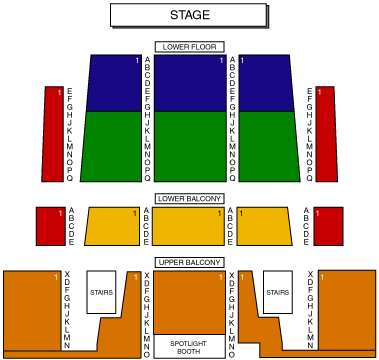 STAGE
LOWER FLOOR
1 A 1 A 1
B B
C C
D D
1 E E E E 1
F F F F
G G G G
H H H H
J J J J
K K K K
L L L L
M M M M
N N N N
O O O O
P P P P
Q Q Q Q
LOWER BALCONY
1 A 1 A 1 A 1 A 1
B B B B
C C C C
D D D D
E E E E
UPPER BALCONY
1 X 1 X 1 X 1 X 1
D D D D
F F F F
G G G G
H H H H
J J J J
K K K K
L L L L
M M M M
N N N N
O O
STAIRS
STAIRS
SPOTLIGHT
BOOTH